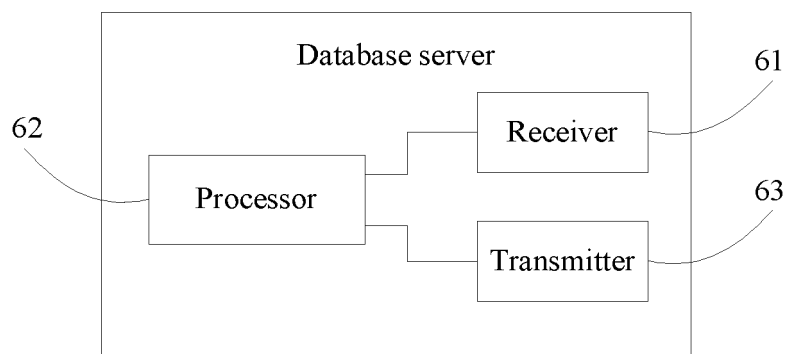 Database server
61
Receiver
62
Processor
63
Transmitter